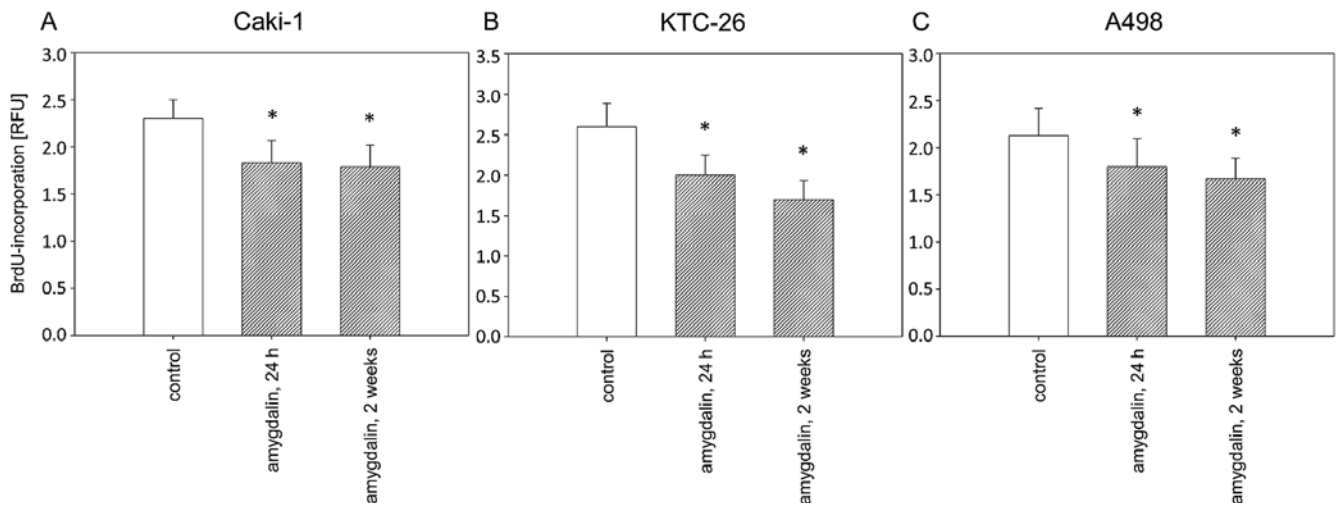 A
Caki-1
B
KTC-26
C
A498
BrdU-incorporation [RFU]
3.0
2.5
2.0
1.5
1.0
0.5
0.0
*
*
control
amygdalin, 24 h
amygdalin, 2 weeks
3.5
3.0
2.5
2.0
1.5
1.0
0.5
0.0
*
*
control
amygdalin, 24 h
amygdalin, 2 weeks
3.0
2.5
2.0
1.5
1.0
0.5
0.0
*
*
control
amygdalin, 24 h
amygdalin, 2 weeks